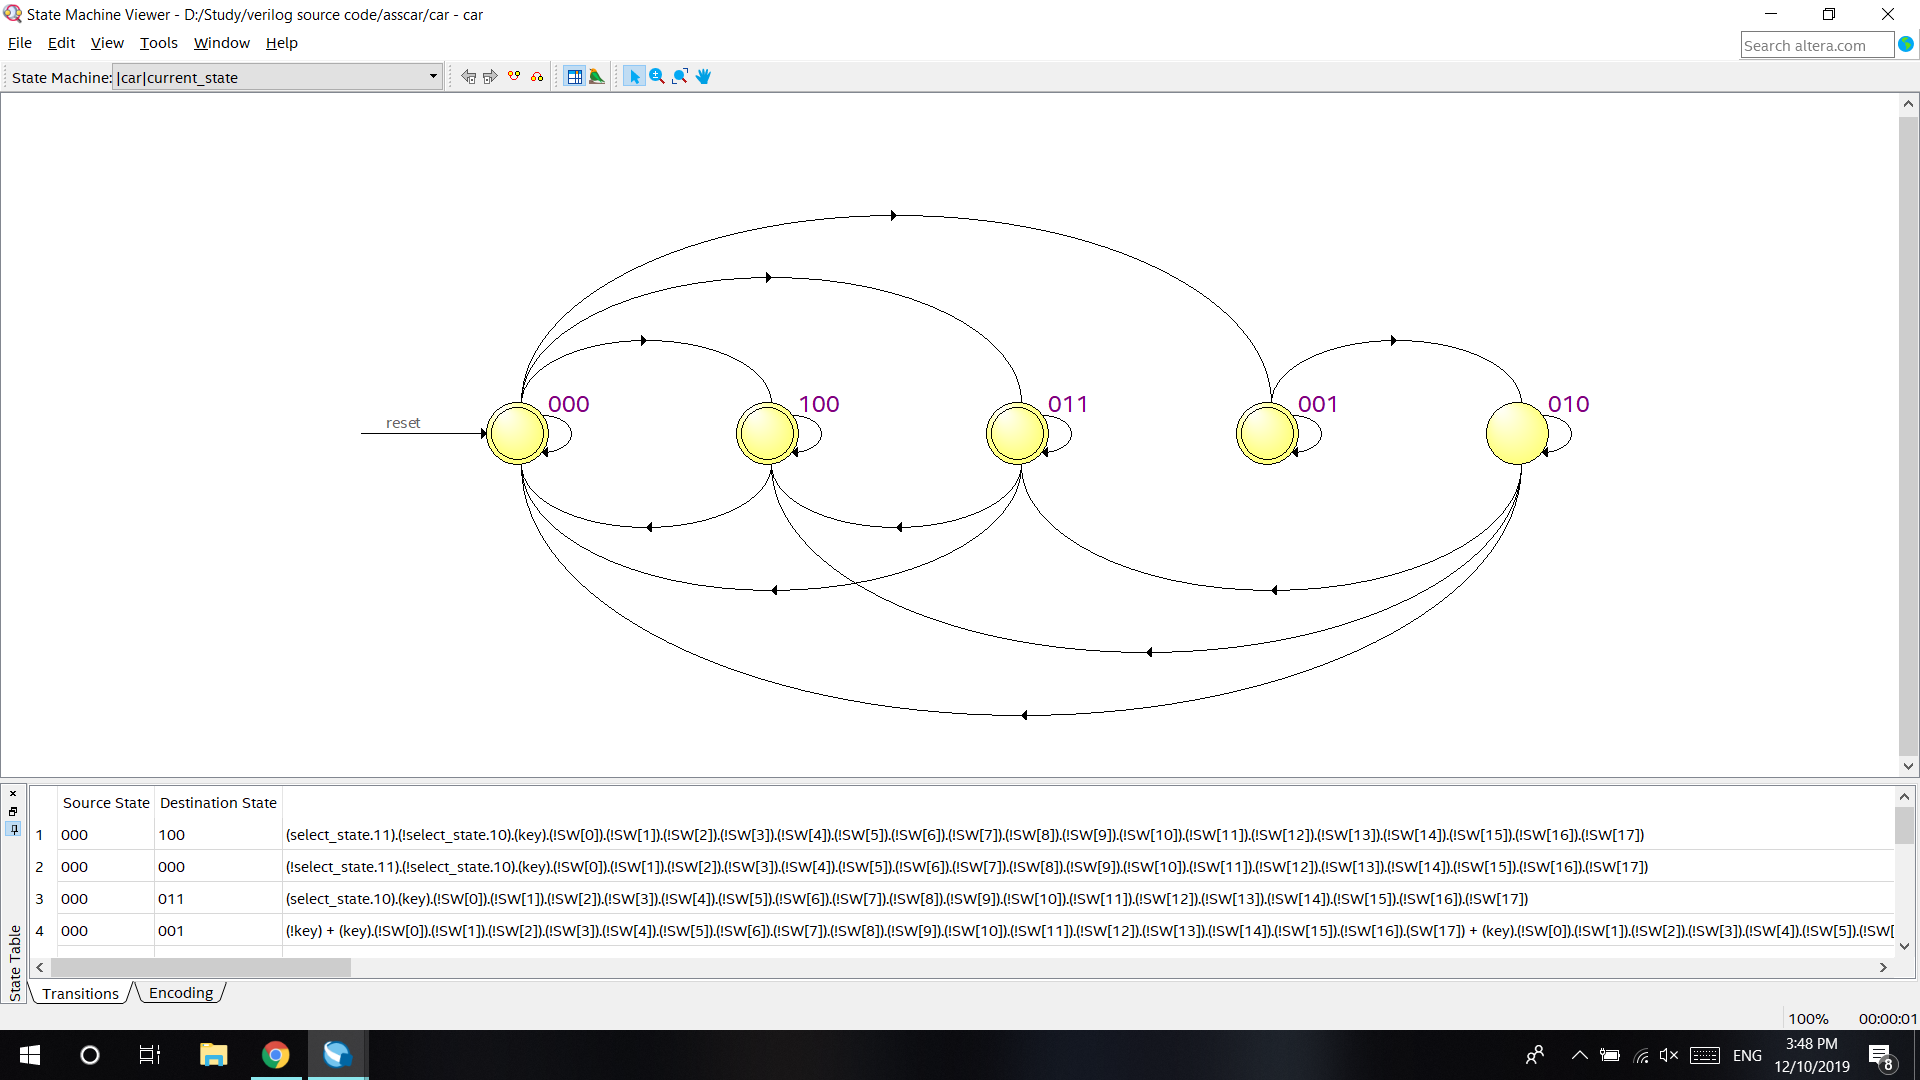 State Machine Viewer - D:/Study/verilog source code/asscar/car - car
File Edit View Tools Window Help
Search altera.com
State Machine: |car|current_state
reset
000 100 011 001 010
Source State Destination State
1 000 100 (select_state.11).(!select_state.10).(key).(!SW[0]).(!SW[1]).(!SW[2]).(!SW[3]).(!SW[4]).(!SW[5]).(!SW[6]).(!SW[7]).(!SW[8]).(!SW[9]).(!SW[10]).(!SW[11]).(!SW[12]).(!SW[13]).(!SW[14]).(!SW[15]).(!SW[16]).(!SW[17])
2 000 000 (!select_state.11).(!select_state.10).(key).(!SW[0]).(!SW[1]).(!SW[2]).(!SW[3]).(!SW[4]).(!SW[5]).(!SW[6]).(!SW[7]).(!SW[8]).(!SW[9]).(!SW[10]).(!SW[11]).(!SW[12]).(!SW[13]).(!SW[14]).(!SW[15]).(!SW[16]).(!SW[17])
3 000 011 (select_state.10).(key).(!SW[0]).(!SW[1]).(!SW[2]).(!SW[3]).(!SW[4]).(!SW[5]).(!SW[6]).(!SW[7]).(!SW[8]).(!SW[9]).(!SW[10]).(!SW[11]).(!SW[12]).(!SW[13]).(!SW[14]).(!SW[15]).(!SW[16]).(!SW[17])
4 000 001 (!key) + (key).(!SW[0]).(!SW[1]).(!SW[2]).(!SW[3]).(!SW[4]).(!SW[5]).(!SW[6]).(!SW[7]).(!SW[8]).(!SW[9]).(!SW[10]).(!SW[11]).(!SW[12]).(!SW[13]).(!SW[14]).(!SW[15]).(!SW[16]).(SW[17]) + (key).(!SW[0]).(!SW[1]).(!SW[2]).(!SW[3]).(!SW[4]).(!SW[5]).(!SW[
State Table
Transitions Encoding
100% 00:00:01
ENG
3:48 PM
12/10/2019
8